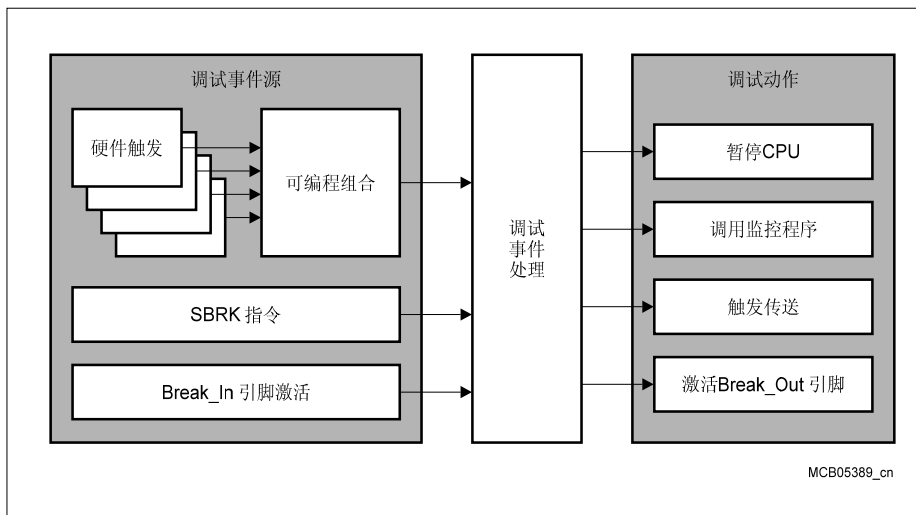 调试事件源
硬件触发
可编程组合
SBRK 指令
Break_In 引脚激活
调试
事件
处理
调试动作
暂停CPU
调用监控程序
触发传送
激活Break_Out 引脚
MCB05389_cn